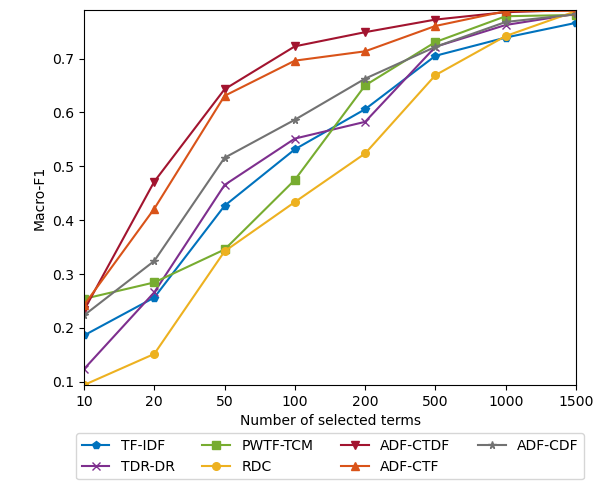 Macro-F1
0.7
0.6
0.5
0.4
0.3
0.2
0.1
10 20 50 100 200 500 1000 1500
Number of selected terms
TF-IDF PWTF-TCM ADF-CTDF ADF-CDF
TDR-DR RDC ADF-CTF